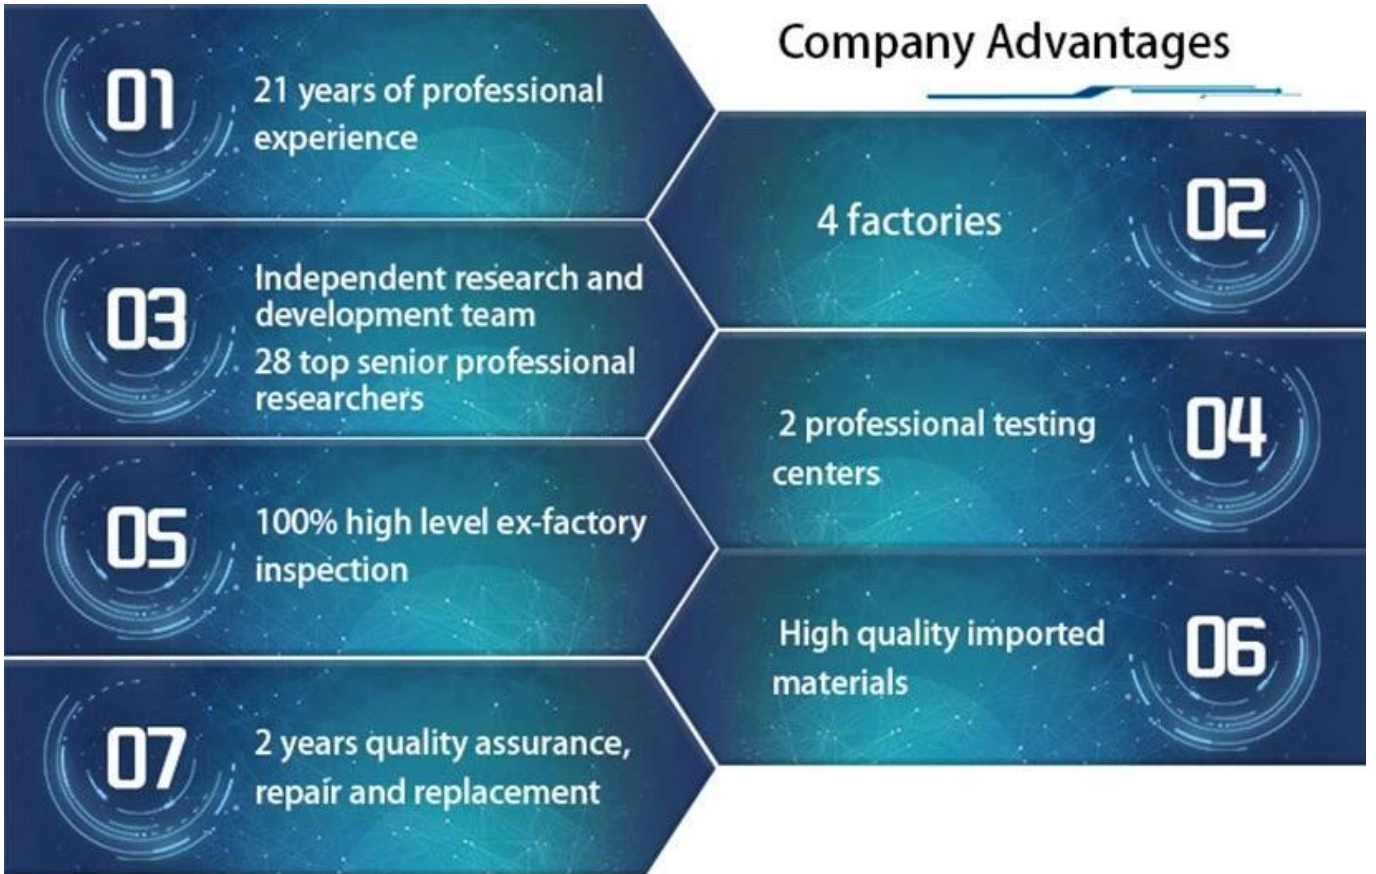 Company Advantages
01
21 years of professional
experience
02
4 factories
03
Independent research and
development team
28 top senior professional
researchers
04
2 professional testing
centers
05
100% high level ex-factory
inspection
06
High quality imported
materials
07
2 years quality assurance,
repair and replacement